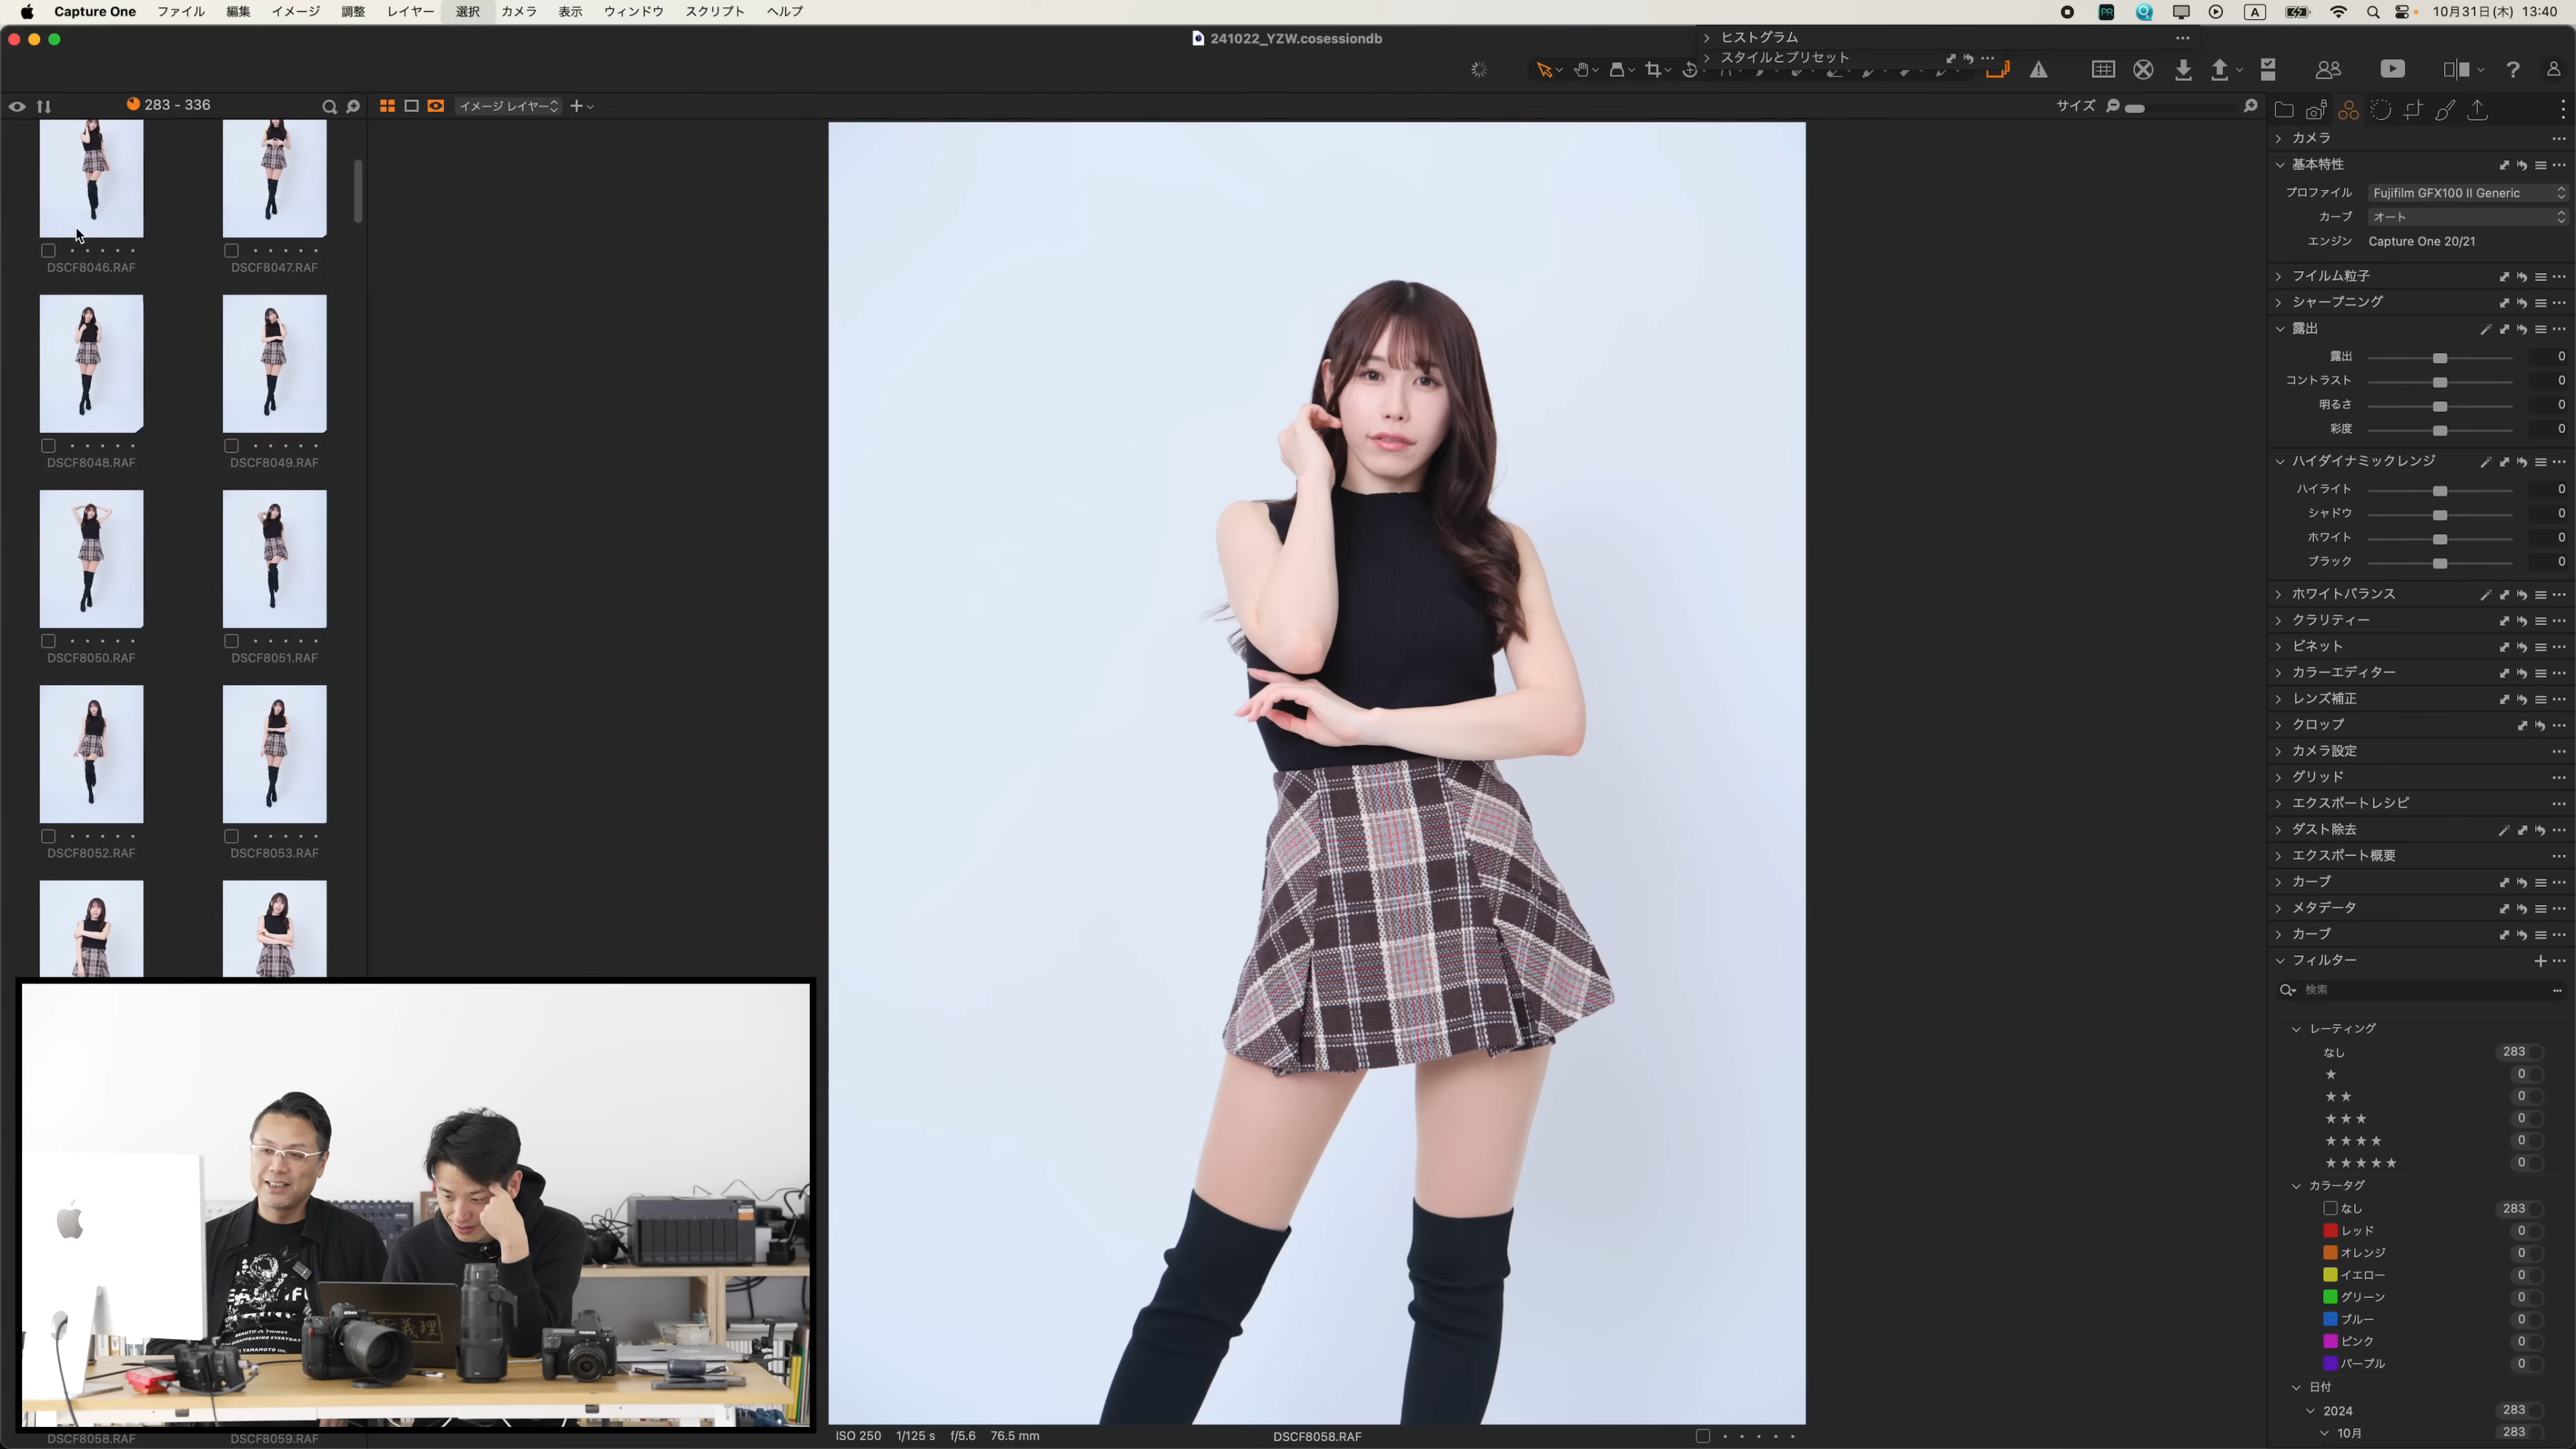 Capture One ファイル 編集 イメージ 調整 レイヤー 選択 カメラ 表示 ウィンドウ スクリプト ヘルプ A 10月31日(木) 13:40
241022_YZW.cosessiondb
ヒストグラム
スタイルとプリセット
283 - 336
イメージ レイヤー
サイズ
DSCF8046.RAF DSCF8047.RAF
DSCF8048.RAF DSCF8049.RAF
DSCF8050.RAF DSCF8051.RAF
DSCF8052.RAF DSCF8053.RAF
DSCF8058.RAF DSCF8059.RAF
BEAUTIFUL THINGS
DISAPPEARING EVERYDAY
ISO 250 1/125 s f/5.6 76.5 mm
DSCF8058.RAF
カメラ
基本特性
プロファイル Fujifilm GFX100 II Generic
カーブ オート
エンジン Capture One 20/21
フイルム粒子
シャープニング
露出
露出 0
コントラスト 0
明るさ 0
彩度 0
ハイダイナミックレンジ
ハイライト 0
シャドウ 0
ホワイト 0
ブラック 0
ホワイトバランス
クラリティー
ビネット
カラーエディター
レンズ補正
クロップ
カメラ設定
グリッド
エクスポートレシピ
ダスト除去
エクスポート概要
カーブ
メタデータ
カーブ
フィルター
検索
レーティング
なし 283
★ 0
★★ 0
★★★ 0
★★★★ 0
★★★★★ 0
カラータグ
なし 283
レッド 0
オレンジ 0
イエロー 0
グリーン 0
ブルー 0
ピンク 0
パープル 0
日付
2024 283
10月 283